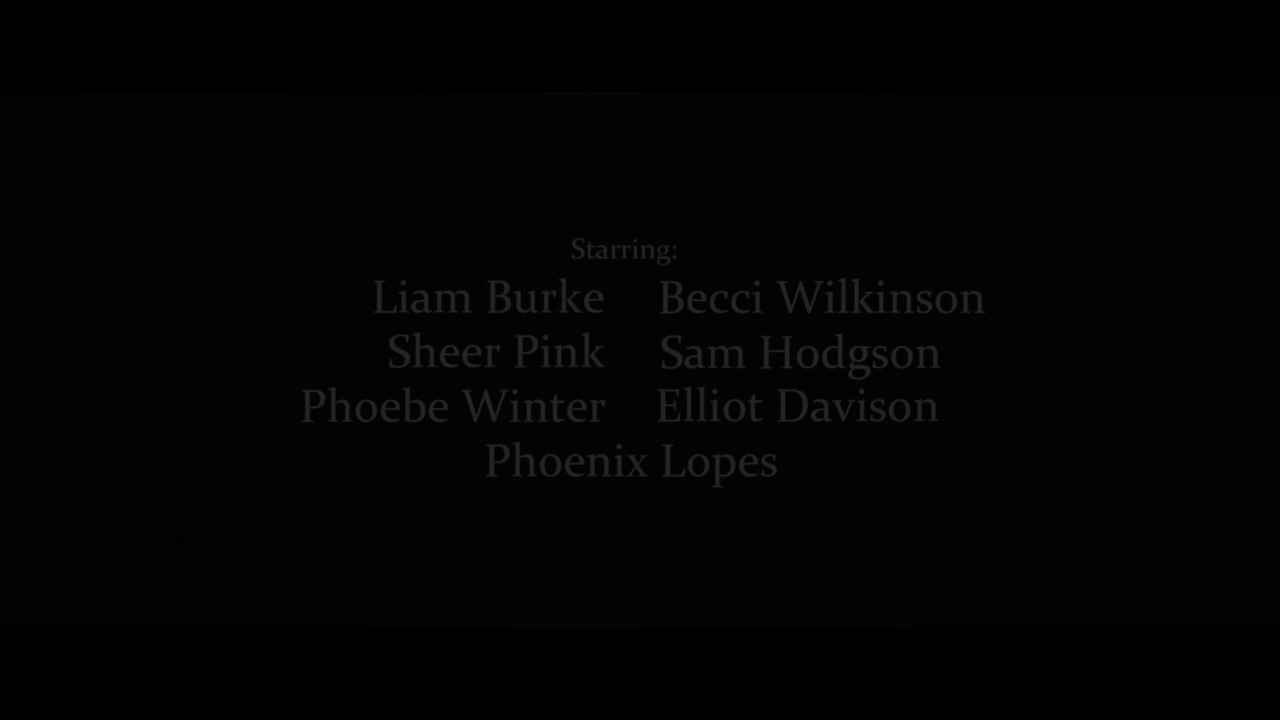 Starring:
Liam Burke Becci Wilkinson
Sheer Pink Sam Hodgson
Phoebe Winter Elliot Davison
Phoenix Lopes